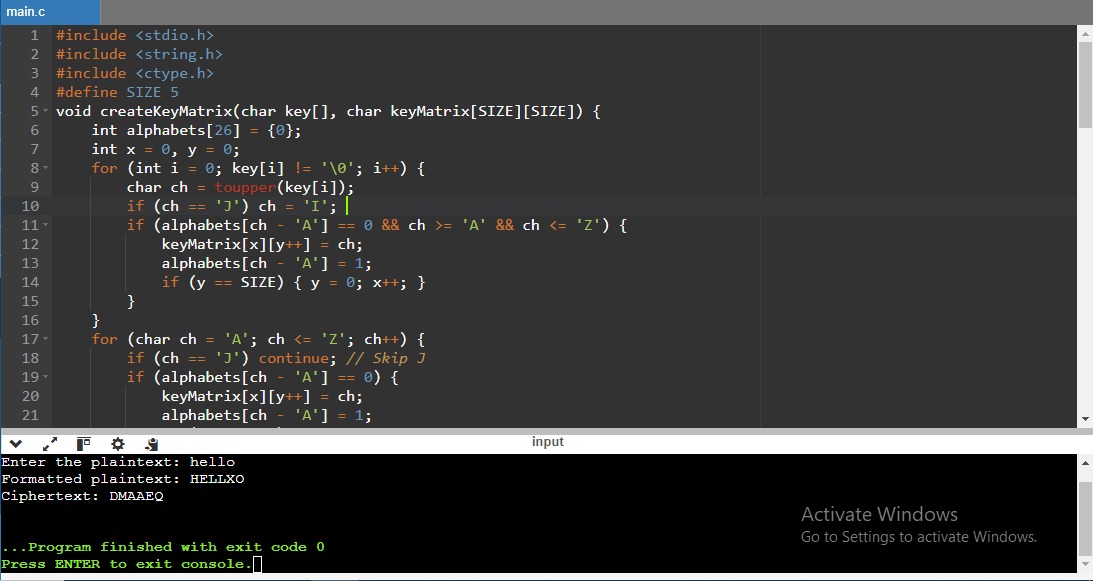 main.c
1 #include <stdio.h>
2 #include <string.h>
3 #include <ctype.h>
4 #define SIZE 5
5 void createKeyMatrix(char key[], char keyMatrix[SIZE][SIZE]) {
6     int alphabets[26] = {0};
7     int x = 0, y = 0;
8     for (int i = 0; key[i] != '\0'; i++) {
9         char ch = toupper(key[i]);
10         if (ch == 'J') ch = 'I';
11         if (alphabets[ch - 'A'] == 0 && ch >= 'A' && ch <= 'Z') {
12             keyMatrix[x][y++] = ch;
13             alphabets[ch - 'A'] = 1;
14             if (y == SIZE) { y = 0; x++; }
15         }
16     }
17     for (char ch = 'A'; ch <= 'Z'; ch++) {
18         if (ch == 'J') continue; // Skip J
19         if (alphabets[ch - 'A'] == 0) {
20             keyMatrix[x][y++] = ch;
21             alphabets[ch - 'A'] = 1;
input
Enter the plaintext: hello
Formatted plaintext: HELLXO
Ciphertext: DMAAEQ
Activate Windows
Go to Settings to activate Windows.
...Program finished with exit code 0
Press ENTER to exit console.